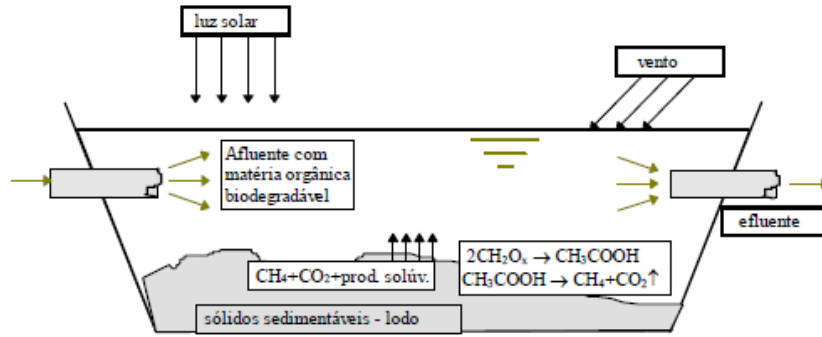 luz solar
vento
Afluente com
matéria orgânica
biodegradável
efluente
CH₄+CO₂+prod. solúv.
2CH₂Oₓ → CH₃COOH
CH₃COOH → CH₄+CO₂↑
sólidos sedimentáveis - lodo